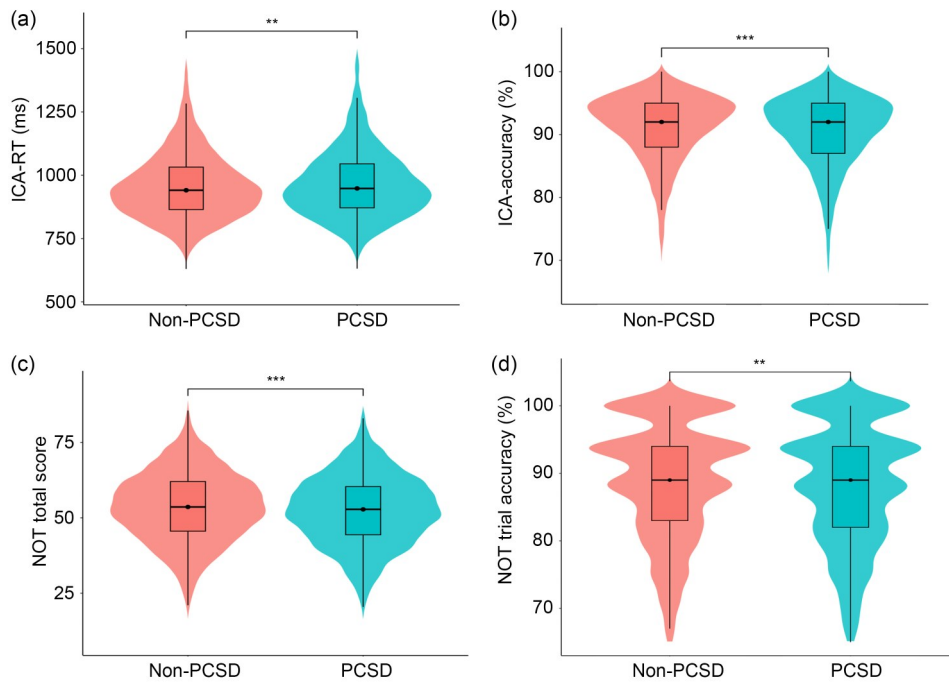 (a)
**
1500
1250
1000
750
500
ICA-RT (ms)
Non-PCSD PCSD
(b)
***
100
90
80
70
ICA-accuracy (%)
Non-PCSD PCSD
(c)
***
75
50
25
NOT total score
Non-PCSD PCSD
(d)
**
100
90
80
70
NOT trial accuracy (%)
Non-PCSD PCSD